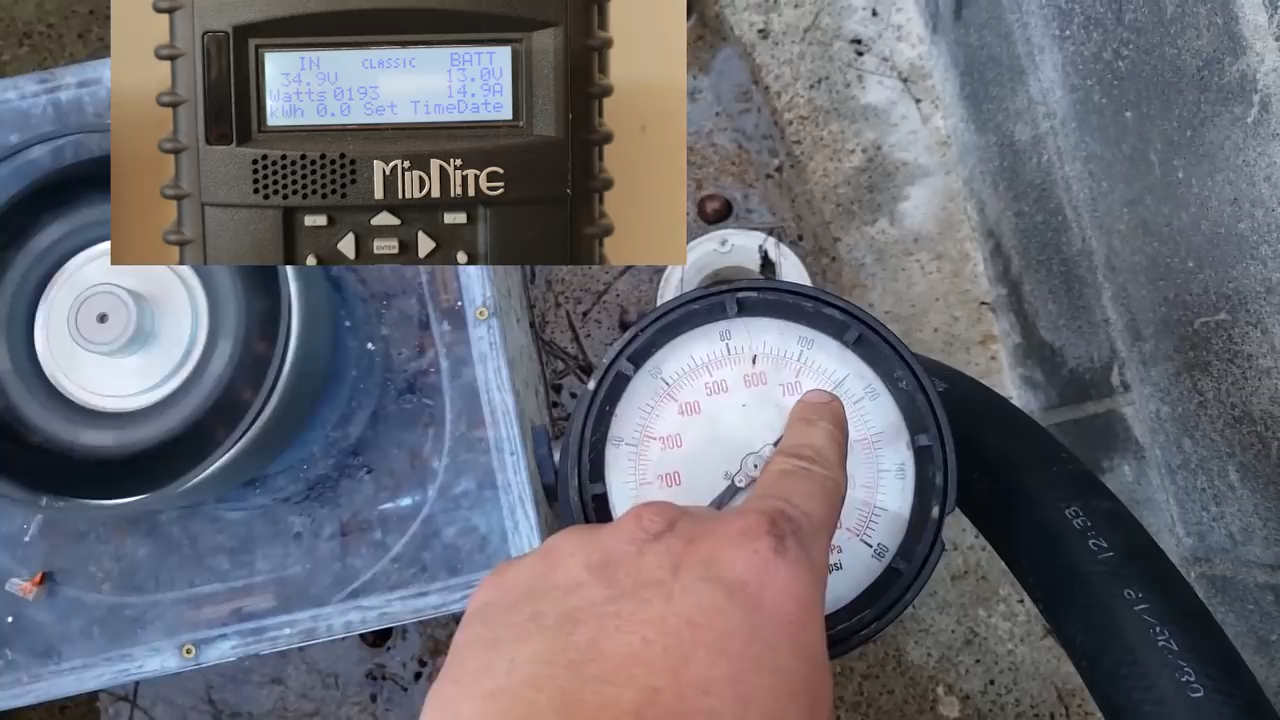 IN CLASSIC BATT
34.9V 13.0V
Watts 0193 14.9A
kWh 0.0 Set TimeDate
MIDNITE
ENTER
80
100
60
600
500
700
120
400
40
300
140
200
160
Pa
psi
12:33